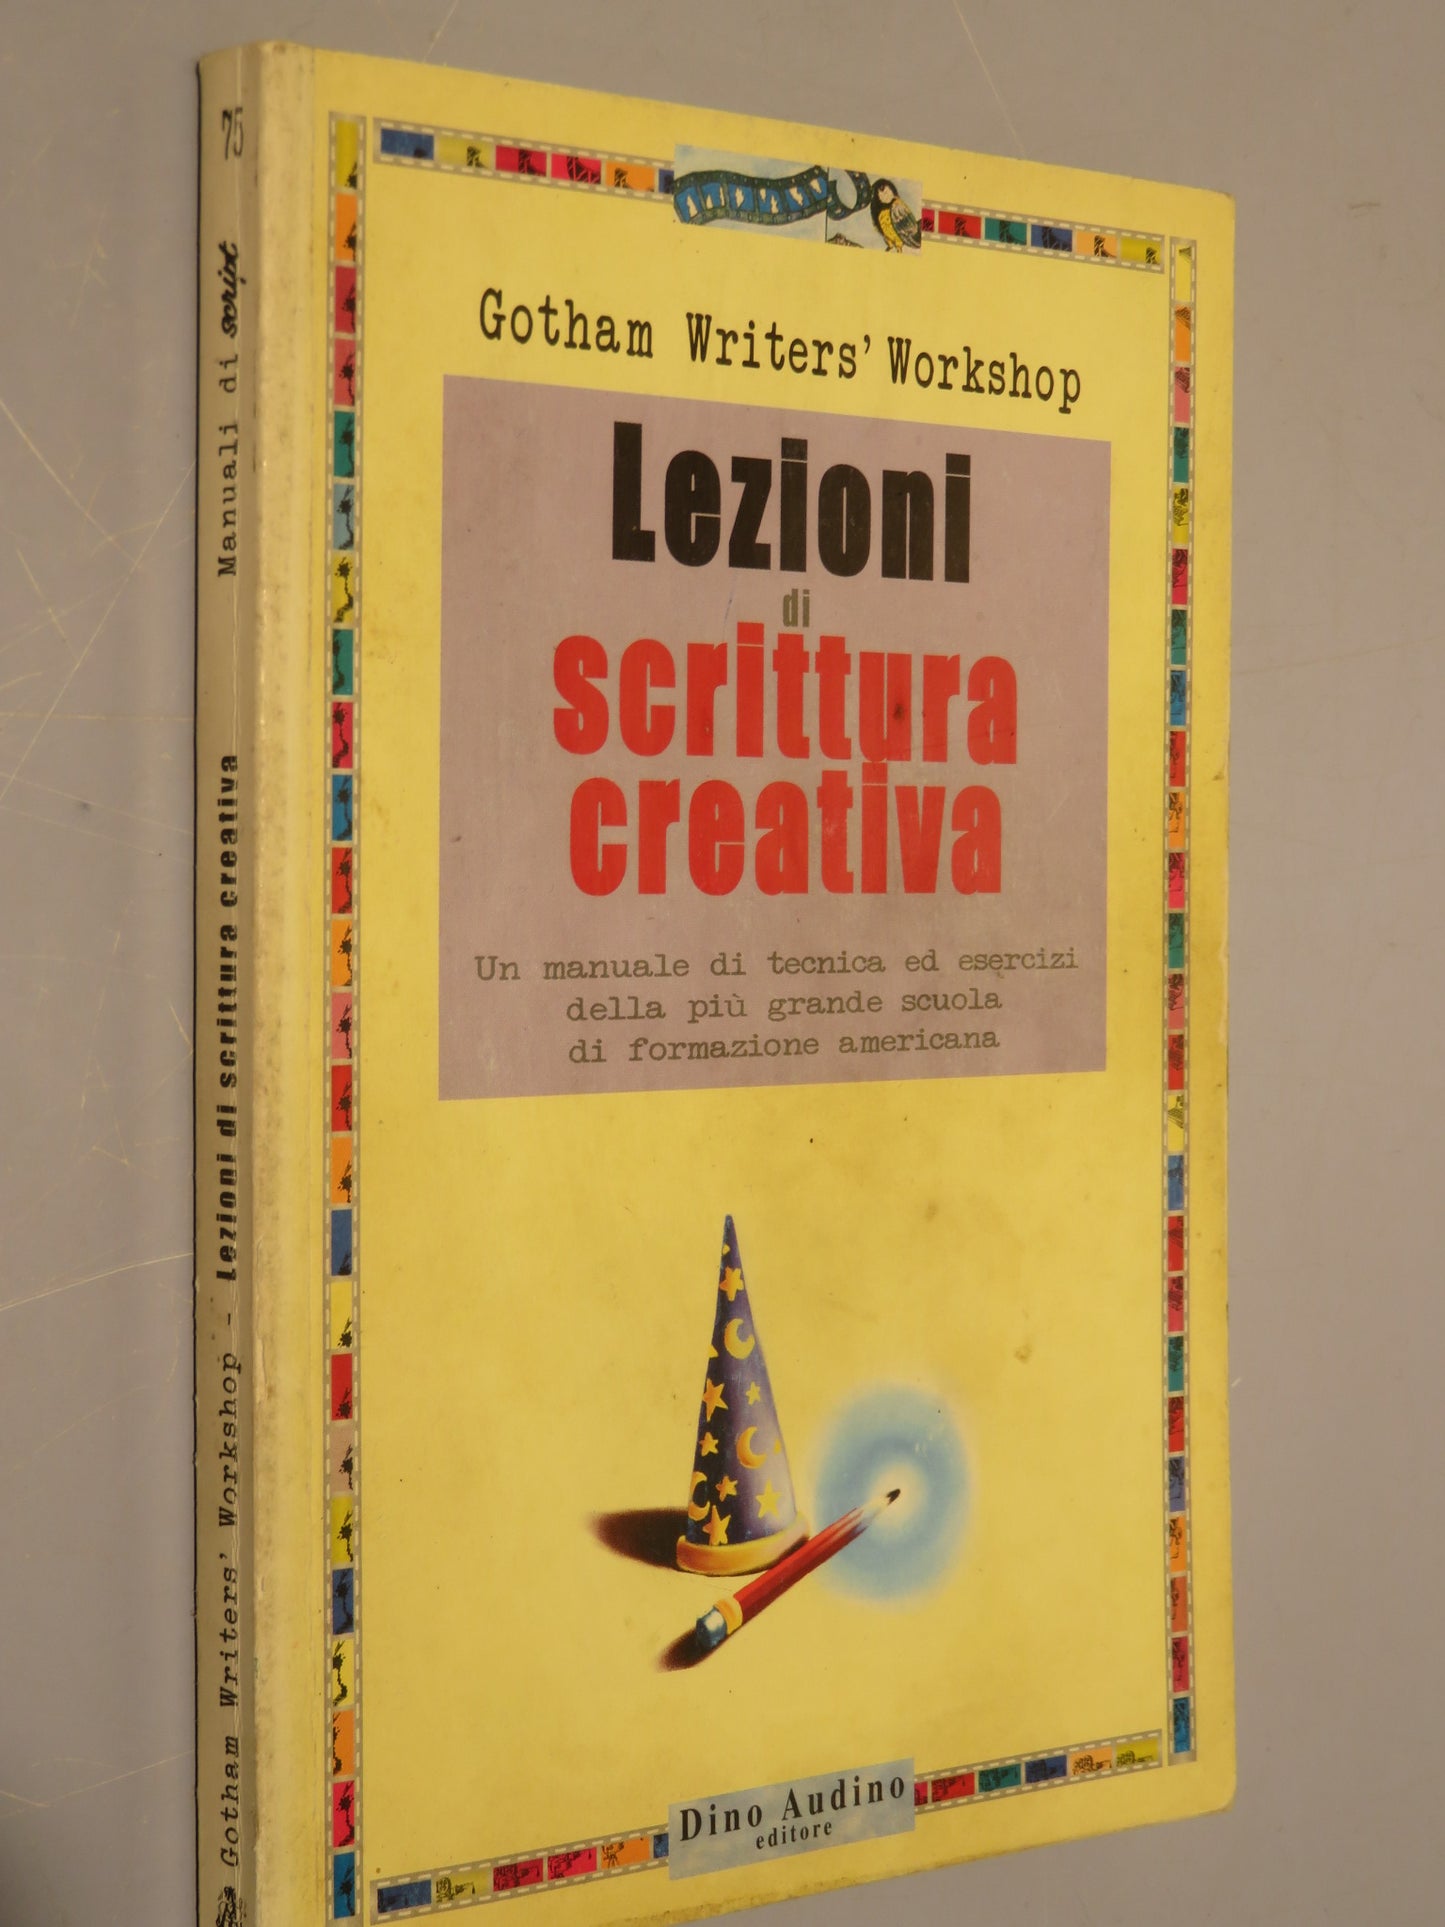 Gotham Writers' Workshop
Lezioni
di
scrittura
creativa
Un manuale di tecnica ed esercizi
della più grande scuola
di formazione americana
Dino Audino
editore
Gotham Writers' Workshop - Lezioni di scrittura creativa Manuali di script 75